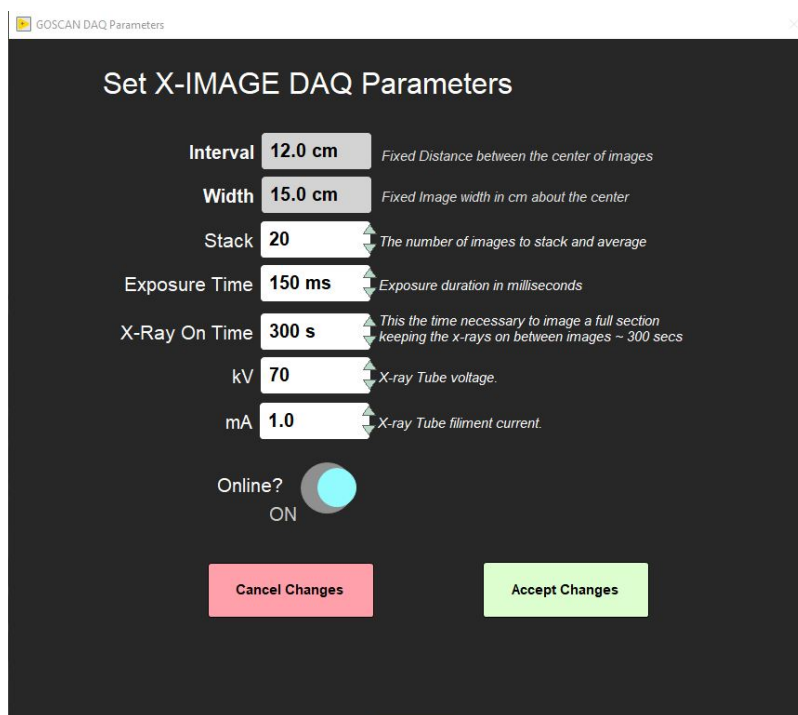 GOSCAN DAQ Parameters
Set X-IMAGE DAQ Parameters
Interval 12.0 cm Fixed Distance between the center of images
Width 15.0 cm Fixed Image width in cm about the center
Stack 20 The number of images to stack and average
Exposure Time 150 ms Exposure duration in milliseconds
X-Ray On Time 300 s This the time necessary to image a full section
keeping the x-rays on between images ~ 300 secs
kV 70 X-ray Tube voltage.
mA 1.0 X-ray Tube filiment current.
Online?
ON
Cancel Changes Accept Changes